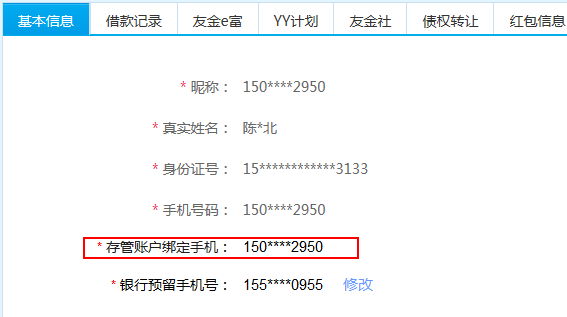 基本信息 借款记录 友金e富 YY计划 友金社 债权转让 红包信息
* 昵称： 150****2950
* 真实姓名： 陈*北
* 身份证号： 15************3133
* 手机号码： 150****2950
* 存管账户绑定手机： 150****2950
* 银行预留手机号： 155****0955 修改